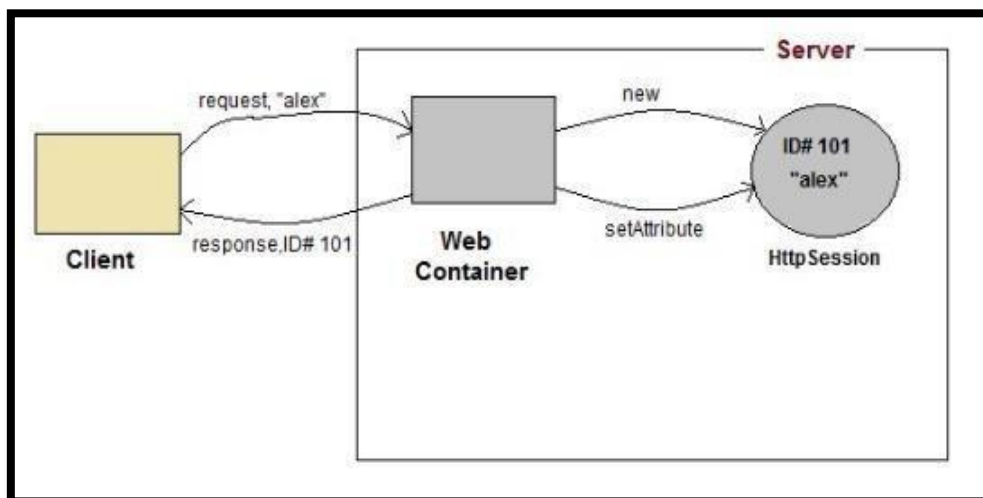 Server
request, "alex"
new
ID# 101
"alex"
Client
response,ID# 101
Web
Container
setAttribute
HttpSession